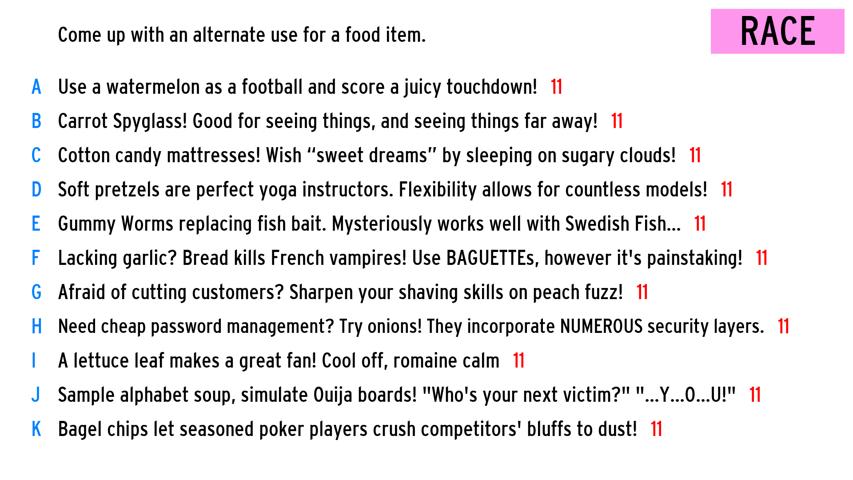 Come up with an alternate use for a food item.
RACE
A Use a watermelon as a football and score a juicy touchdown! 11
B Carrot Spyglass! Good for seeing things, and seeing things far away! 11
C Cotton candy mattresses! Wish “sweet dreams” by sleeping on sugary clouds! 11
D Soft pretzels are perfect yoga instructors. Flexibility allows for countless models! 11
E Gummy Worms replacing fish bait. Mysteriously works well with Swedish Fish... 11
F Lacking garlic? Bread kills French vampires! Use BAGUETTEs, however it's painstaking! 11
G Afraid of cutting customers? Sharpen your shaving skills on peach fuzz! 11
H Need cheap password management? Try onions! They incorporate NUMEROUS security layers. 11
I A lettuce leaf makes a great fan! Cool off, romaine calm 11
J Sample alphabet soup, simulate Ouija boards! "Who's your next victim?" "...Y...O...U!" 11
K Bagel chips let seasoned poker players crush competitors' bluffs to dust! 11